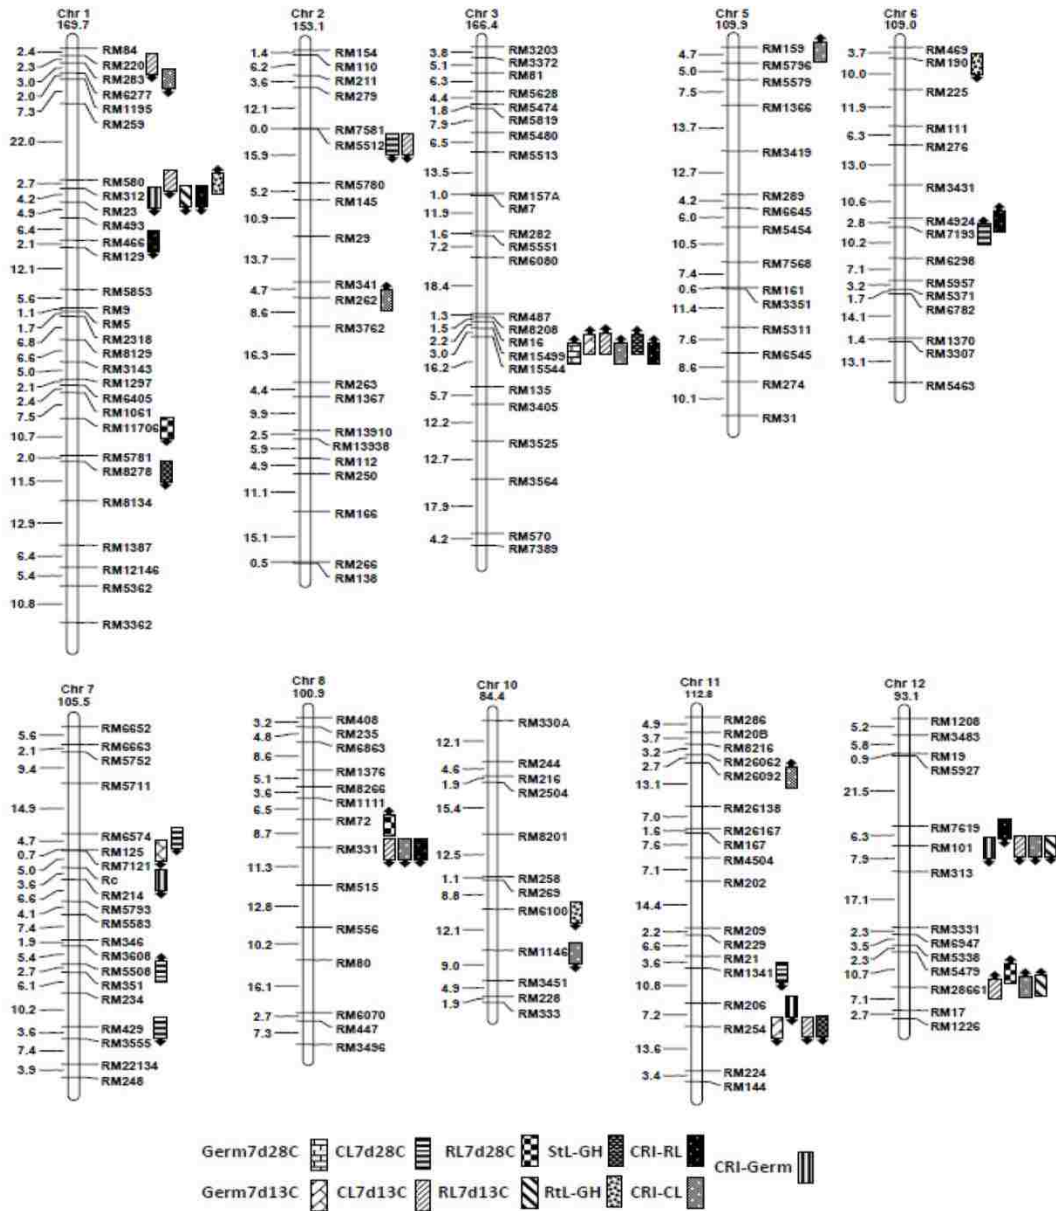 Chr 1
169.7
2.4
2.3
3.0
2.0
7.3
22.0
2.7
4.2
4.9
6.4
2.1
12.1
5.6
1.1
1.7
6.8
6.6
5.0
2.1
2.4
7.5
10.7
2.0
11.5
12.9
6.4
5.4
10.8
RM84
RM220
RM283
RM6277
RM1195
RM259
RM580
RM312
RM23
RM493
RM466
RM129
RM5853
RM9
RM5
RM2318
RM8129
RM3143
RM1297
RM6405
RM1061
RM11706
RM5781
RM8278
RM8134
RM1387
RM12146
RM5362
RM3362
Chr 2
153.1
1.4
6.2
3.6
12.1
0.0
15.9
5.2
10.9
13.7
4.7
8.6
16.3
4.4
9.9
2.5
5.9
4.9
11.1
15.1
0.5
RM154
RM110
RM211
RM279
RM7581
RM5512
RM5780
RM145
RM29
RM341
RM262
RM3762
RM263
RM1367
RM13910
RM13938
RM112
RM250
RM166
RM266
RM138
Chr 3
166.4
3.8
5.1
6.3
4.4
1.8
7.9
6.5
13.5
1.0
11.9
1.6
7.2
18.4
1.3
1.5
2.2
3.0
16.2
5.7
12.2
12.7
17.9
4.2
RM3203
RM3372
RM81
RM5628
RM5474
RM5819
RM5480
RM5513
RM157A
RM7
RM282
RM5551
RM6080
RM487
RM8208
RM16
RM15499
RM15544
RM135
RM3405
RM3525
RM3564
RM570
RM7389
Chr 5
109.9
4.7
5.0
7.5
13.7
12.7
4.2
6.0
10.5
7.4
0.6
11.4
7.6
8.6
10.1
RM159
RM5796
RM5579
RM1366
RM3419
RM289
RM6645
RM5454
RM7568
RM161
RM3351
RM5311
RM6545
RM274
RM31
Chr 6
109.0
3.7
10.0
11.9
6.3
13.0
10.6
2.8
10.2
7.1
3.2
1.7
14.1
1.4
13.1
RM469
RM190
RM225
RM111
RM276
RM3431
RM4924
RM7193
RM6298
RM5957
RM5371
RM6782
RM1370
RM3307
RM5463
Chr 7
105.5
5.6
2.1
9.4
14.9
4.7
0.7
5.0
3.6
6.6
4.1
7.4
1.9
5.4
2.7
6.1
10.2
3.6
7.4
3.9
RM6652
RM6663
RM5752
RM5711
RM6574
RM125
RM7121
Rc
RM214
RM5793
RM5583
RM346
RM3608
RM5508
RM351
RM234
RM429
RM3555
RM22134
RM248
Chr 8
100.9
3.2
4.8
8.6
5.1
3.6
6.5
8.7
11.3
12.8
10.2
16.1
2.7
7.3
RM408
RM235
RM6863
RM1376
RM8266
RM1111
RM72
RM331
RM515
RM556
RM80
RM6070
RM447
RM3496
Chr 10
84.4
12.1
4.6
1.9
15.4
12.5
1.1
8.8
12.1
9.0
4.9
1.9
RM330A
RM244
RM216
RM2504
RM8201
RM258
RM269
RM6100
RM1146
RM3451
RM228
RM333
Chr 11
112.8
4.9
3.7
3.2
2.7
13.1
7.0
1.6
7.6
7.1
14.4
2.2
6.6
3.6
10.8
7.2
13.6
3.4
RM286
RM20B
RM8216
RM26062
RM26092
RM26138
RM26167
RM167
RM4504
RM202
RM209
RM229
RM21
RM1341
RM206
RM254
RM224
RM144
Chr 12
93.1
5.2
5.8
0.9
21.5
6.3
7.9
17.1
2.3
3.5
2.3
10.7
7.1
2.7
RM1208
RM3483
RM19
RM5927
RM7619
RM101
RM313
RM3331
RM6947
RM5338
RM5479
RM28661
RM17
RM1226
Germ7d28C CL7d28C RL7d28C StL-GH CRI-RL CRI-Germ
Germ7d13C CL7d13C RL7d13C RtL-GH CRI-CL